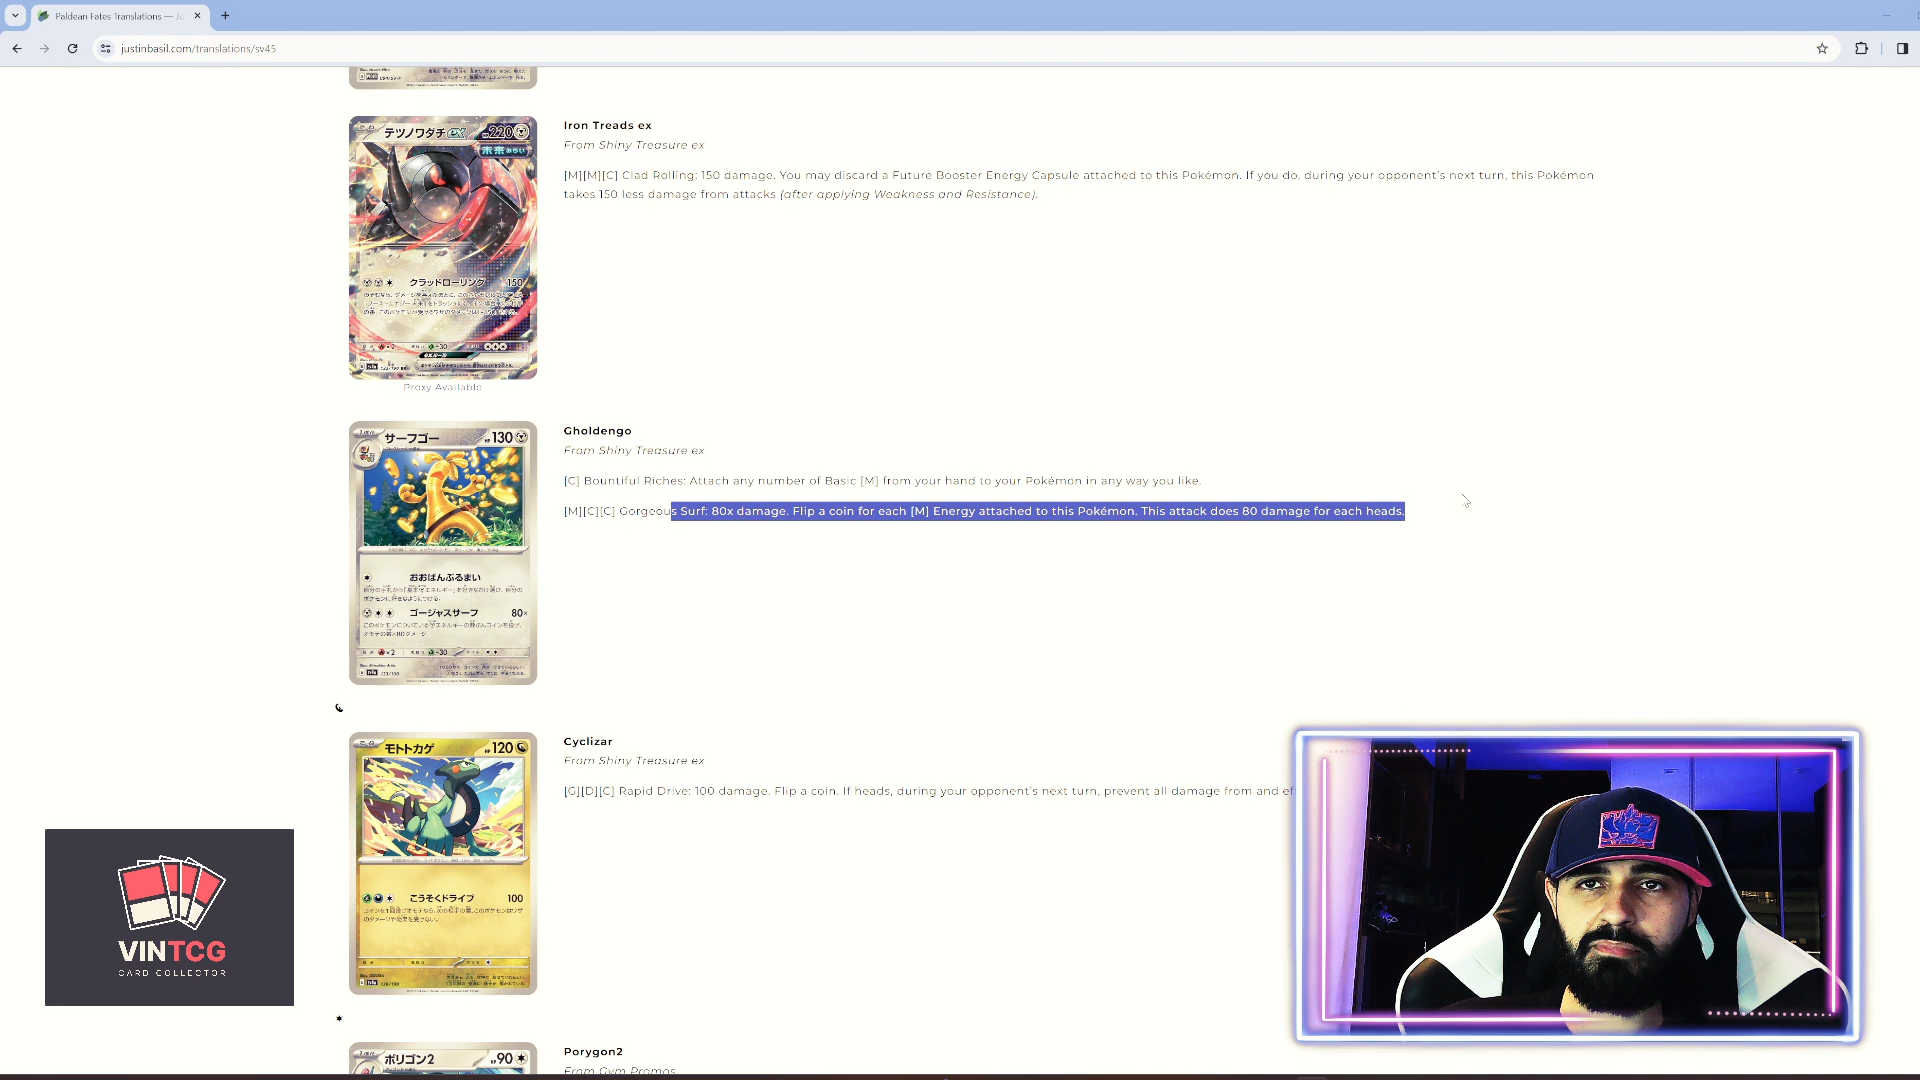 Paldean Fates Translations — Ju
justinbasil.com/translations/sv45
テツノワダチ ex
HP 220
未来
クラッドローリング 150
Proxy Available
Iron Treads ex
From Shiny Treasure ex
[M][M][C] Clad Rolling: 150 damage. You may discard a Future Booster Energy Capsule attached to this Pokémon. If you do, during your opponent’s next turn, this Pokémon
takes 150 less damage from attacks (after applying Weakness and Resistance).
サーフゴー
HP 130
おおばんぶるまい
ゴージャスサーフ 80×
Gholdengo
From Shiny Treasure ex
[C] Bountiful Riches: Attach any number of Basic [M] from your hand to your Pokémon in any way you like.
[M][C][C] Gorgeous Surf: 80x damage. Flip a coin for each [M] Energy attached to this Pokémon. This attack does 80 damage for each heads.
モトトカゲ
HP 120
こうそくドライブ 100
Cyclizar
From Shiny Treasure ex
[G][D][C] Rapid Drive: 100 damage. Flip a coin. If heads, during your opponent’s next turn, prevent all damage from and ef
ポリゴン2
HP 90
Porygon2
From Gym Promos
VINTCG
CARD COLLECTOR